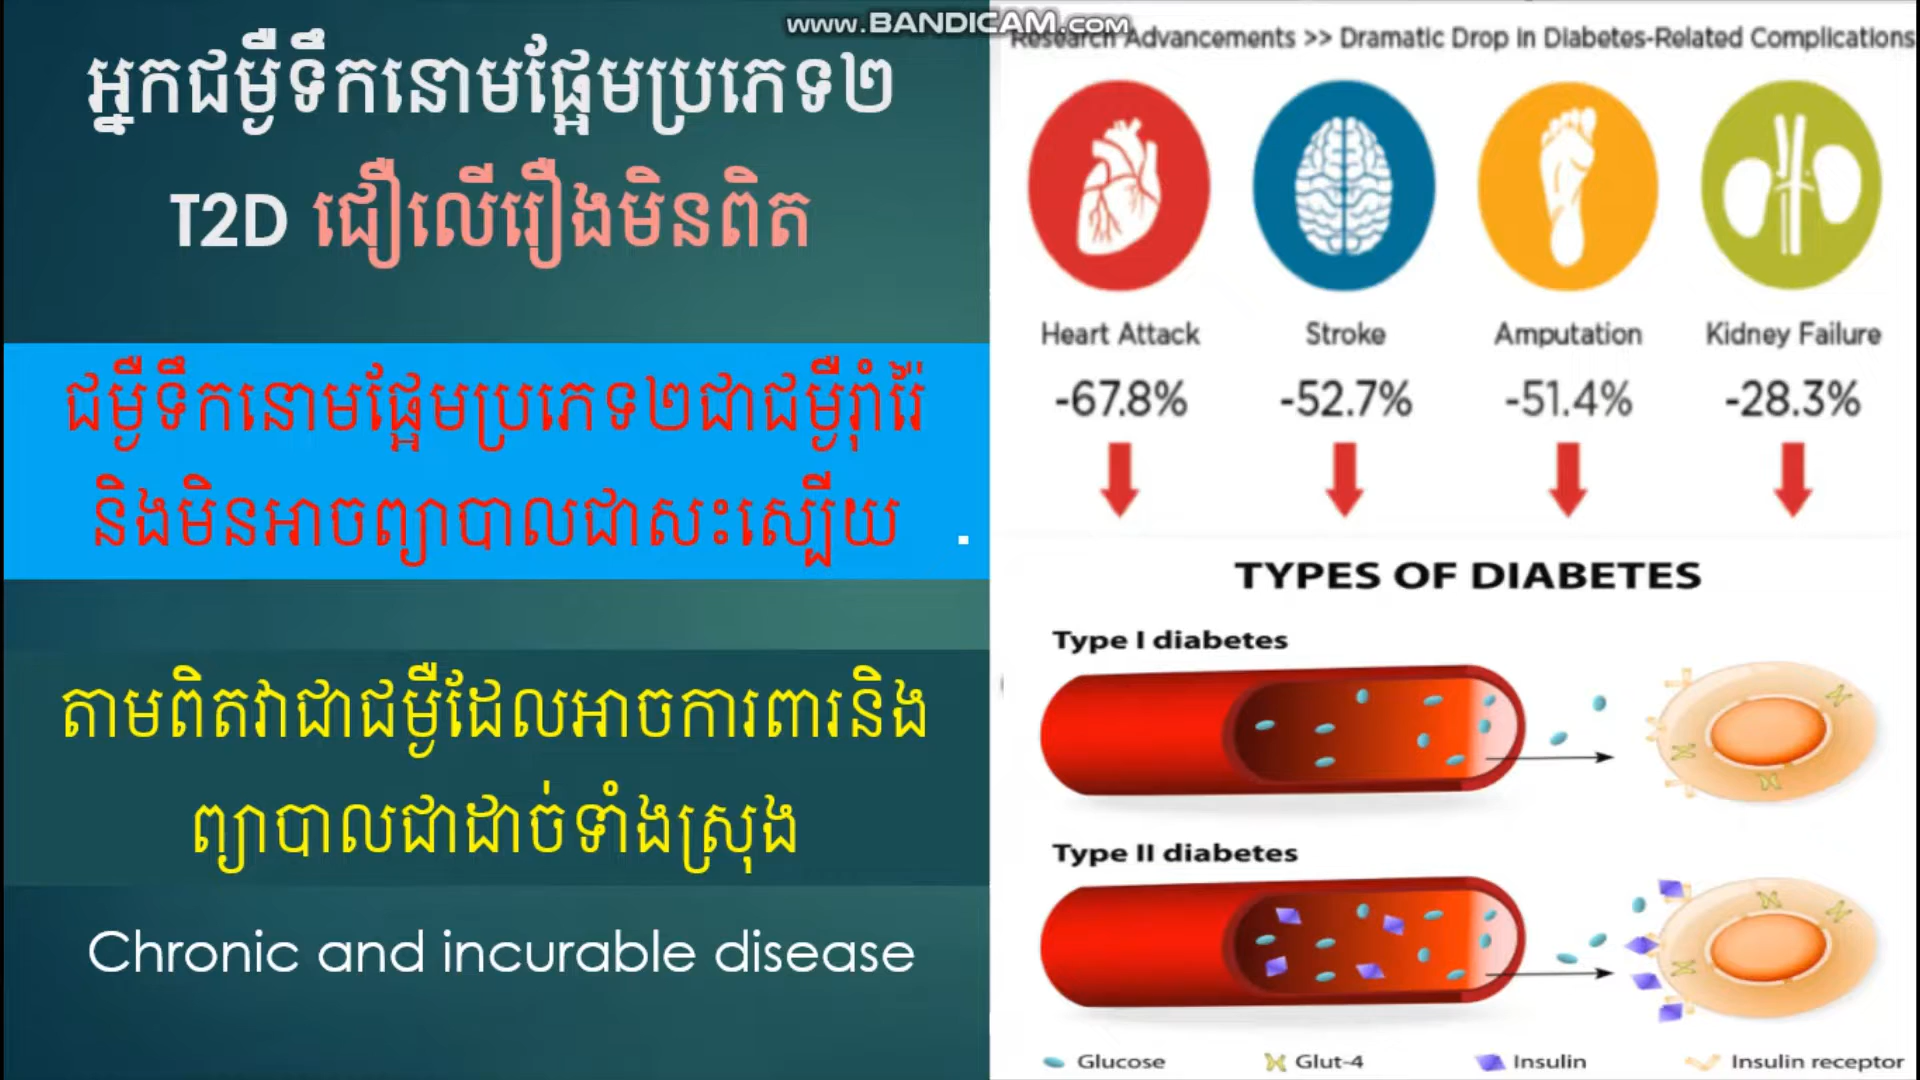 www.BANDICAM.com
អ្នកជម្ងឺទឹកនោមផ្អែមប្រភេទ២
T2D ជឿលើរឿងមិនពិត
ជម្ងឺទឹកនោមផ្អែមប្រភេទ២ជាជម្ងឺរ៉ាំរ៉ៃ
និងមិនអាចព្យាបាលជាសះស្បើយ .
តាមពិតវាជាជម្ងឺដែលអាចការពារនិង
ព្យាបាលជាដាច់ទាំងស្រុង
Chronic and incurable disease
Research Advancements >> Dramatic Drop in Diabetes-Related Complications
Heart Attack Stroke Amputation Kidney Failure
-67.8% -52.7% -51.4% -28.3%
TYPES OF DIABETES
Type I diabetes
Type II diabetes
Glucose Glut-4 Insulin Insulin receptor